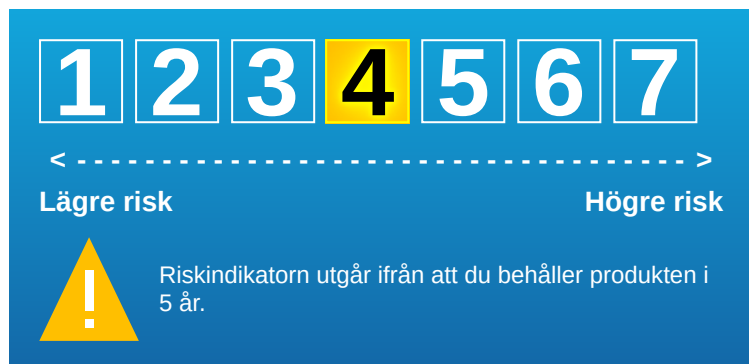 1 2 3 4 5 6 7
< - - - - - - - - - - - - - - - - - - - - - - - - - - - - - - - - - - - - >
Lägre risk Högre risk
!
Riskindikatorn utgår ifrån att du behåller produkten i
5 år.